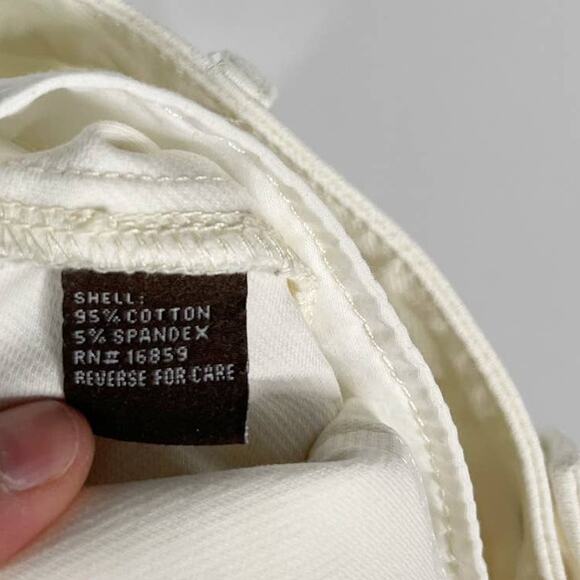 SHELL:
95% COTTON
5% SPANDEX
RN# 16859
REVERSE FOR CARE